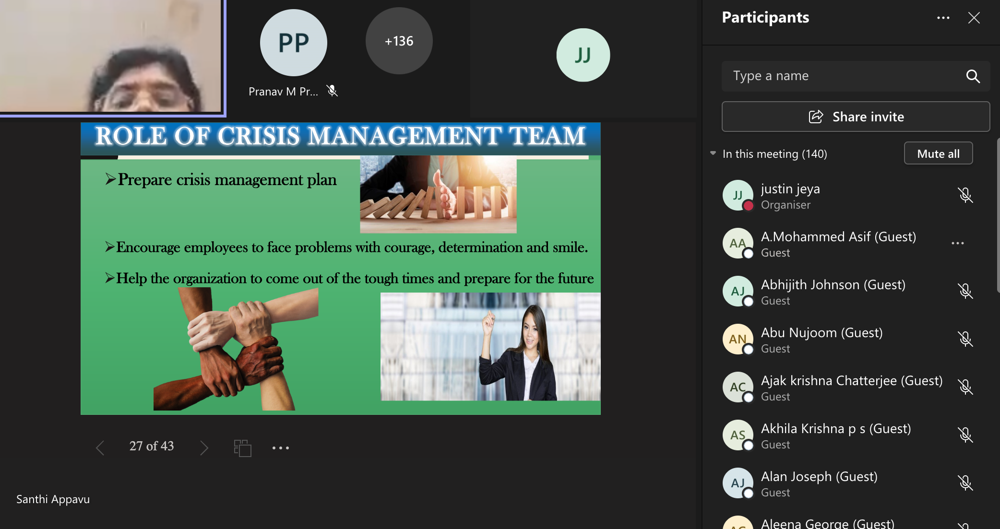 PP
Pranav M Pr...
+136
JJ
ROLE OF CRISIS MANAGEMENT TEAM
➢Prepare crisis management plan
➢Encourage employees to face problems with courage, determination and smile.
➢Help the organization to come out of the tough times and prepare for the future
27 of 43
Santhi Appavu
Participants
Type a name
Share invite
In this meeting (140)
Mute all
JJ
justin jeya
Organiser
AA
A.Mohammed Asif (Guest)
Guest
AJ
Abhijith Johnson (Guest)
Guest
AN
Abu Nujoom (Guest)
Guest
AC
Ajak krishna Chatterjee (Guest)
Guest
AS
Akhila Krishna p s (Guest)
Guest
AJ
Alan Joseph (Guest)
Guest
AG
Aleena George (Guest)